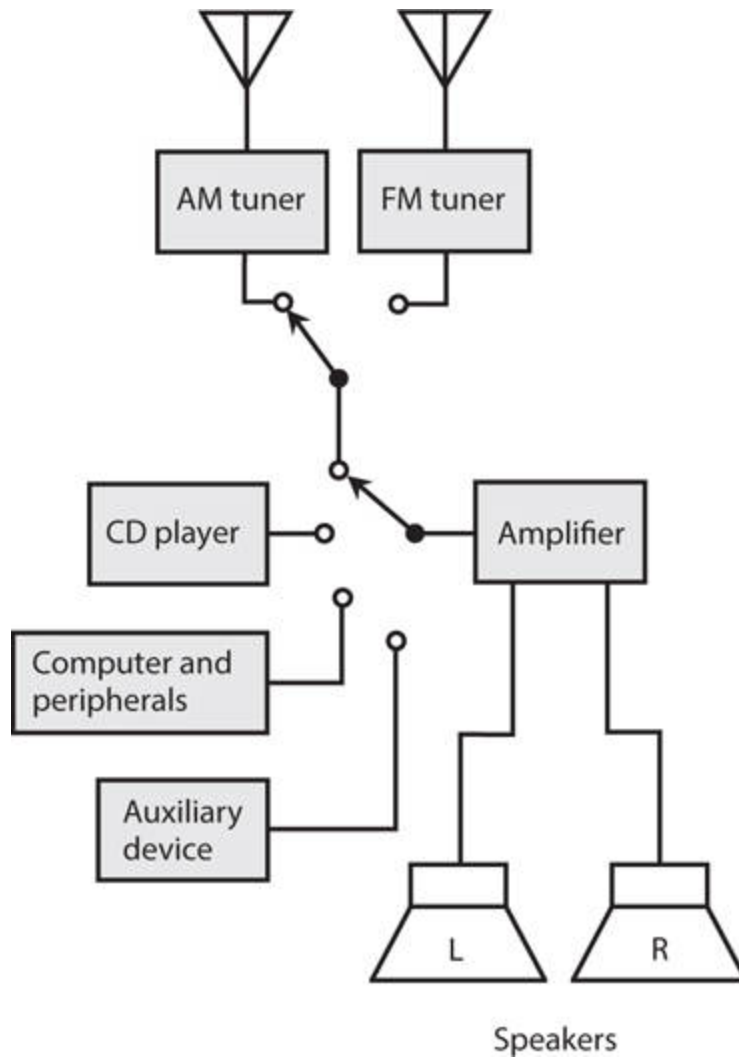 AM tuner
FM tuner
CD player
Amplifier
Computer and
peripherals
Auxiliary
device
L
R
Speakers